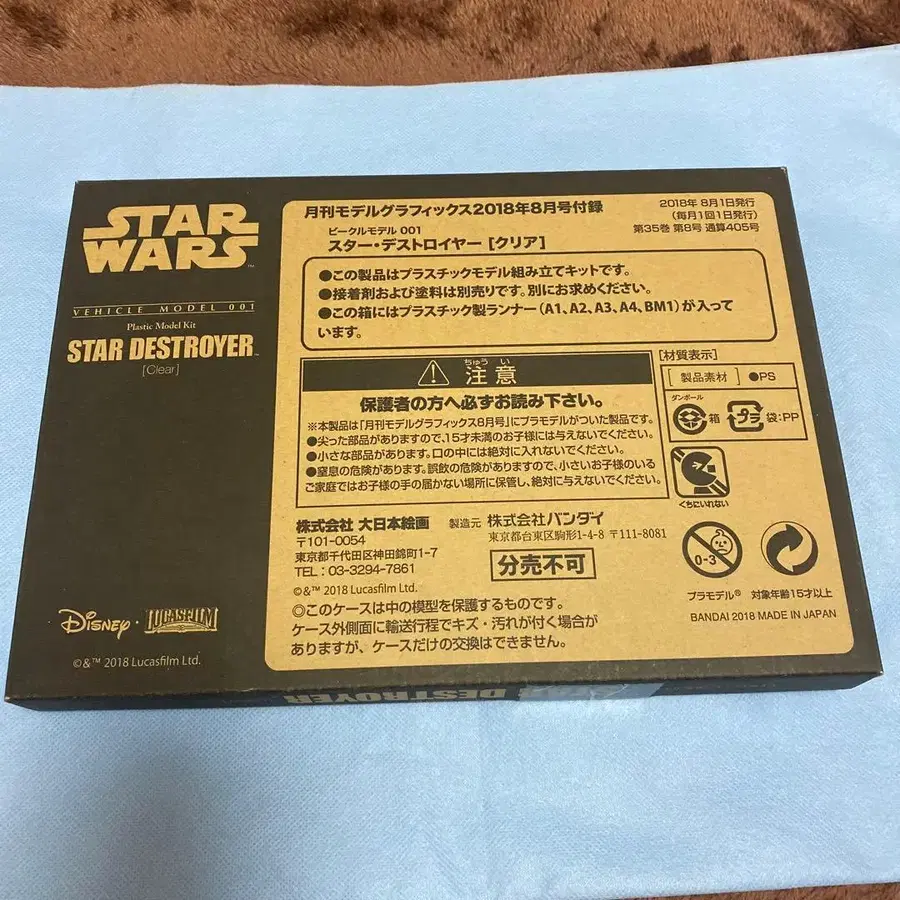 STAR
WARS™
VEHICLE MODEL 001
Plastic Model Kit
STAR DESTROYER™
[Clear]
Disney · LUCASFILM
©&™ 2018 Lucasfilm Ltd.
月刊モデルグラフィックス2018年8月号付録
ビークルモデル 001
スター・デストロイヤー [クリア]
2018年 8月1日発行
(毎月1回1日発行)
第35巻 第8号 通算405号
●この製品はプラスチックモデル組み立てキットです。
●接着剤および塗料は別売りです。別にお求めください。
●この箱にはプラスチック製ランナー(A1、A2、A3、A4、BM1)が入って
います。
ちゅう い
注意
保護者の方へ必ずお読み下さい。
※本製品は「月刊モデルグラフィックス8月号」にプラモデルがついた製品です。
●尖った部品がありますので、15才未満のお子様には与えないでください。
●小さな部品があります。口の中には絶対に入れないでください。
●窒息の危険があります。誤飲の危険がありますので、小さいお子様のいる
ご家庭ではお子様の手の届かない場所に保管し、絶対に与えないでください。
[材質表示]
[ 製品素材 ] ●PS
ダンボール
箱
プラ
袋:PP
くちにいれない
株式会社 大日本絵画
〒101-0054
東京都千代田区神田錦町1-7
TEL : 03-3294-7861
©&™ 2018 Lucasfilm Ltd.
製造元 株式会社バンダイ
東京都台東区駒形1-4-8 〒111-8081
分売不可
◎このケースは中の模型を保護するものです。
ケース外側面に輸送行程でキズ・汚れが付く場合が
ありますが、ケースだけの交換はできません。
0-3
プラモデル® 対象年齢15才以上
BANDAI 2018 MADE IN JAPAN
STAR DESTROYER